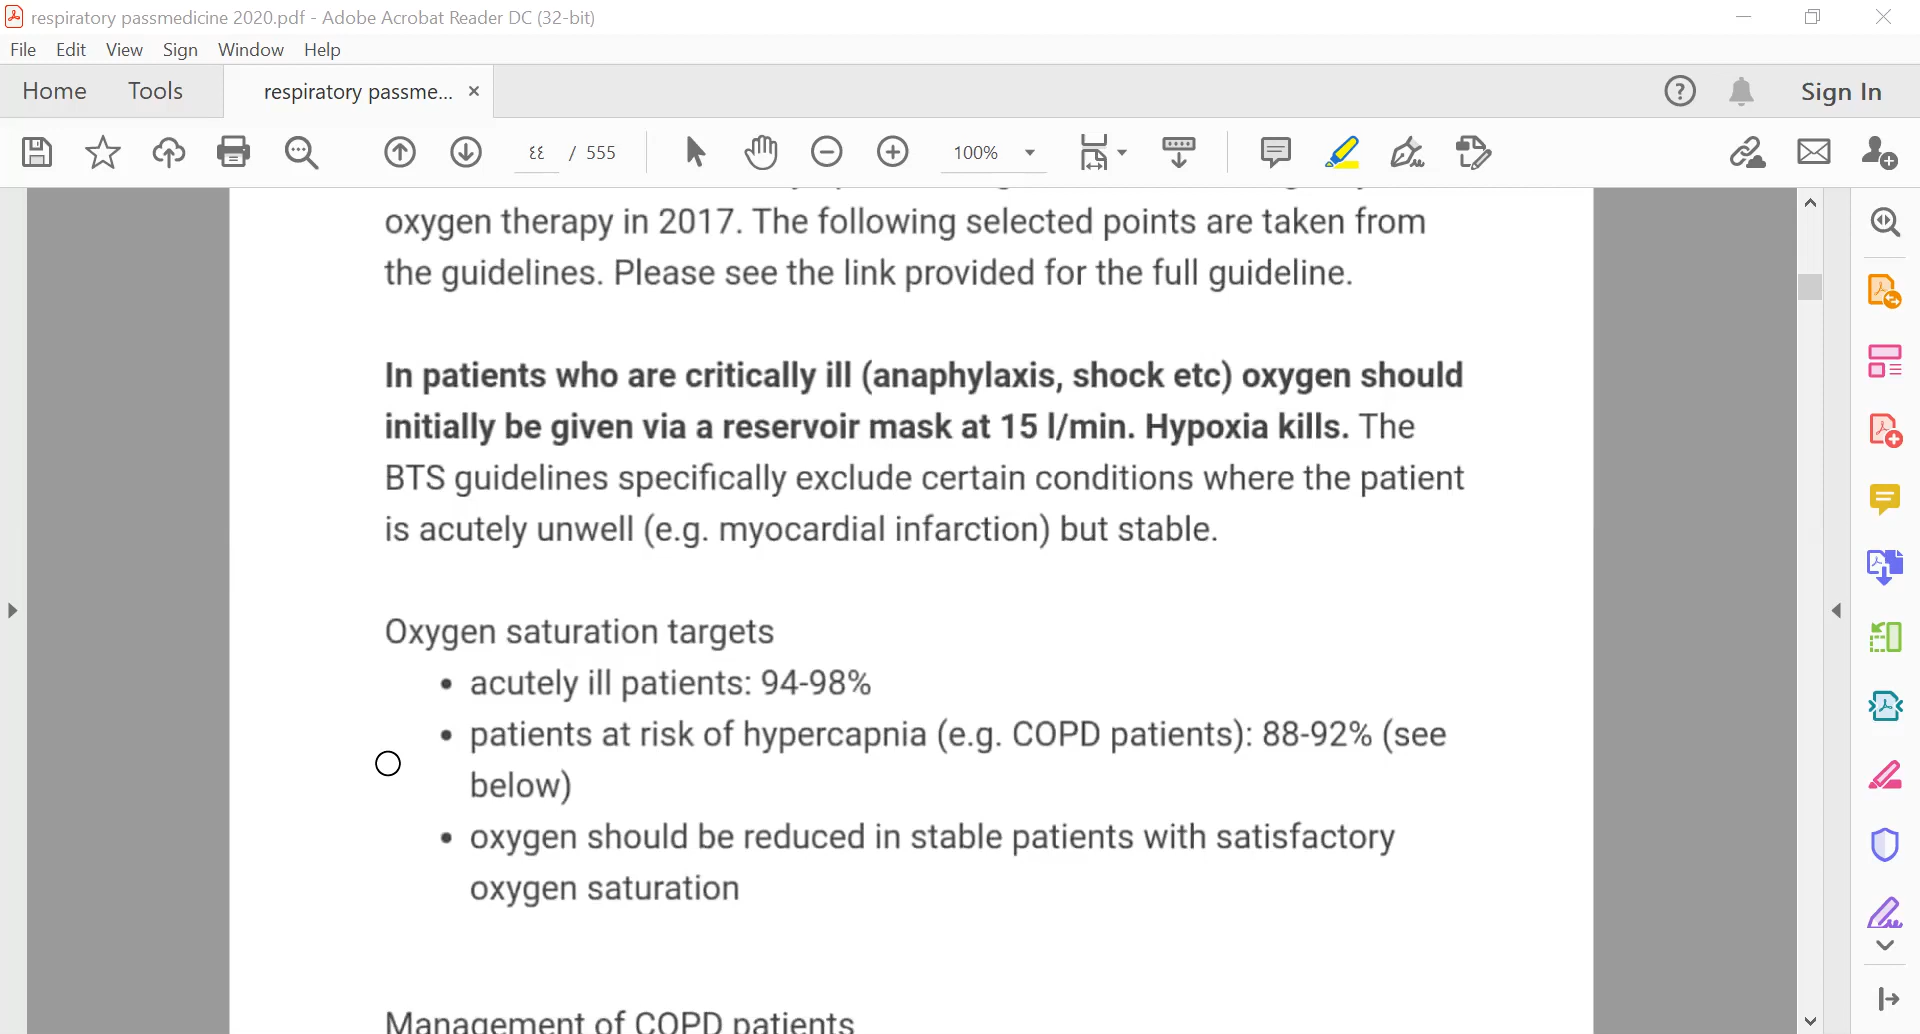 respiratory passmedicine 2020.pdf - Adobe Acrobat Reader DC (32-bit)
File Edit View Sign Window Help
Home Tools respiratory passme... × Sign In
٤٤ / 555 100%
oxygen therapy in 2017. The following selected points are taken from
the guidelines. Please see the link provided for the full guideline.
In patients who are critically ill (anaphylaxis, shock etc) oxygen should
initially be given via a reservoir mask at 15 l/min. Hypoxia kills. The
BTS guidelines specifically exclude certain conditions where the patient
is acutely unwell (e.g. myocardial infarction) but stable.
Oxygen saturation targets
• acutely ill patients: 94-98%
• patients at risk of hypercapnia (e.g. COPD patients): 88-92% (see
below)
• oxygen should be reduced in stable patients with satisfactory
oxygen saturation
Management of COPD patients